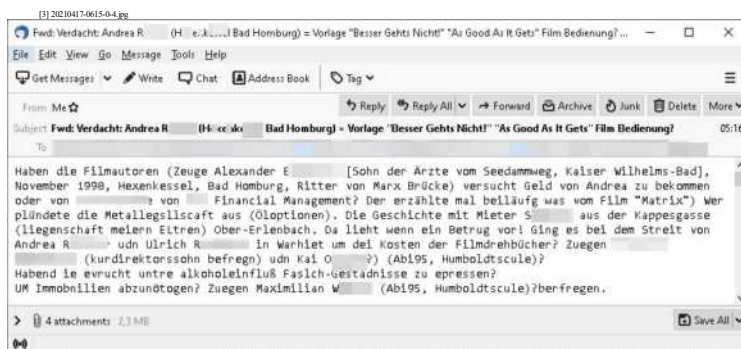 [3] 20210417-0615-0-4.jpg
Fwd: Verdacht: Andrea R (H Bad Homburg) = Vorlage "Besser Gehts Nicht!" "As Good As It Gets" Film Bedienung? ...
File Edit View Go Message Tools Help
Get Messages Write Chat Address Book Tag
From Me Reply Reply All Forward Archive Junk Delete More
Subject Fwd: Verdacht: Andrea R Bad Homburg) = Vorlage "Besser Gehts Nicht!" "As Good As It Gets" Film Bedienung? 05:16
To
Haben die Filmautoren (Zeuge Alexander E [Sohn der Ärzte vom Seedammweg, Kaiser Wilhelms-Bad],
November 1998, Hexenkessel, Bad Homburg, Ritter von Marx Brücke) versucht Geld von Andrea zu bekommen
oder von von Financial Management? Der erzählte mal beiläufg was vom Film "Matrix") Wer
plündete die Metallegsllscaft aus (Öloptionen). Die Geschichte mit Mieter S aus der Kappesgasse
(liegenschaft meiern ELtren) Ober-Erlenbach. Da lieht wenn ein Betrug vor! Ging es bei dem Streit von
Andrea R udn Ulrich R in Warhiet um dei Kosten der Filmdrehbücher? Zuegen
(kurdirektorssohn befregn) udn Kai O ?) (Abi95, Humboldtscule)?
Habend ie evrucht untre alkoholeinfluß Faslch-Gestädnisse zu epressen?
UM Immobnilien abzunötogen? Zuegen Maximilian W (Abi95, Humboldtscule)?berfregen.
4 attachments 2,3 MB Save All